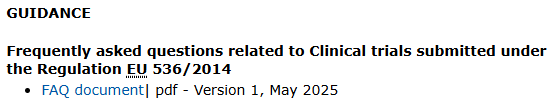 GUIDANCE
Frequently asked questions related to Clinical trials submitted under
the Regulation EU 536/2014
• FAQ document| pdf - Version 1, May 2025